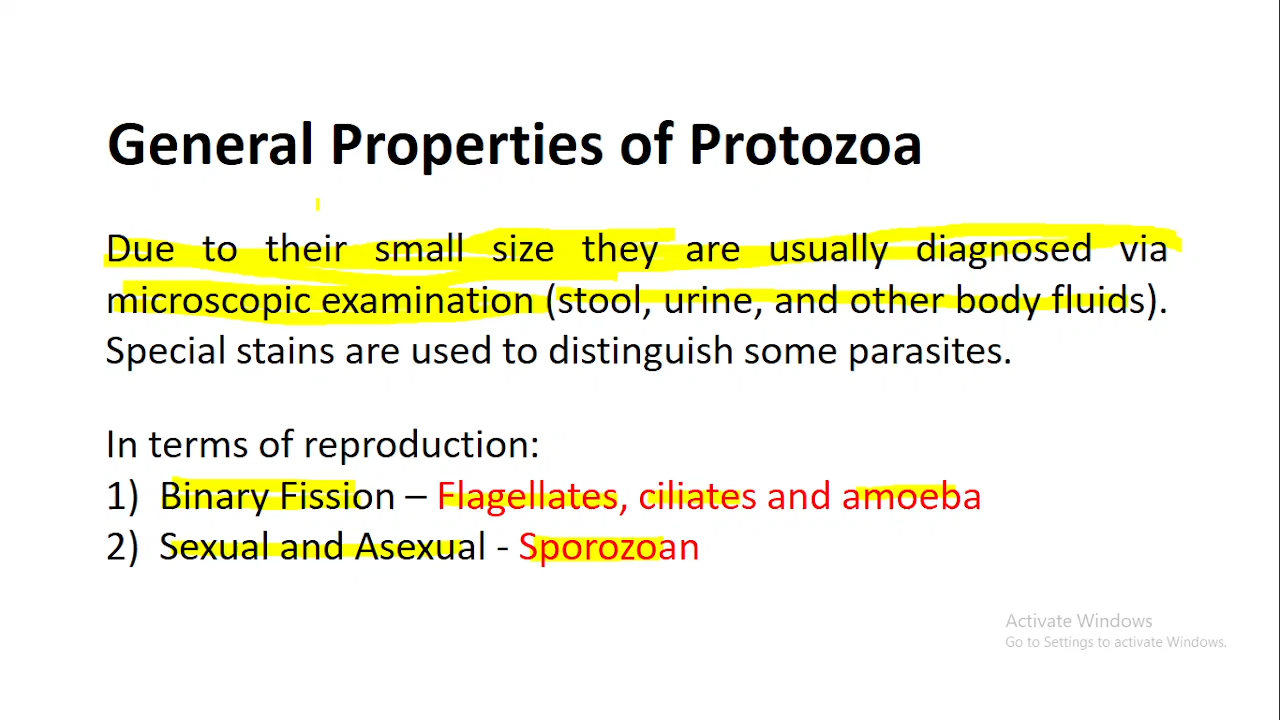 General Properties of Protozoa
Due to their small size they are usually diagnosed via
microscopic examination (stool, urine, and other body fluids).
Special stains are used to distinguish some parasites.
In terms of reproduction:
1) Binary Fission – Flagellates, ciliates and amoeba
2) Sexual and Asexual - Sporozoan
Activate Windows
Go to Settings to activate Windows.